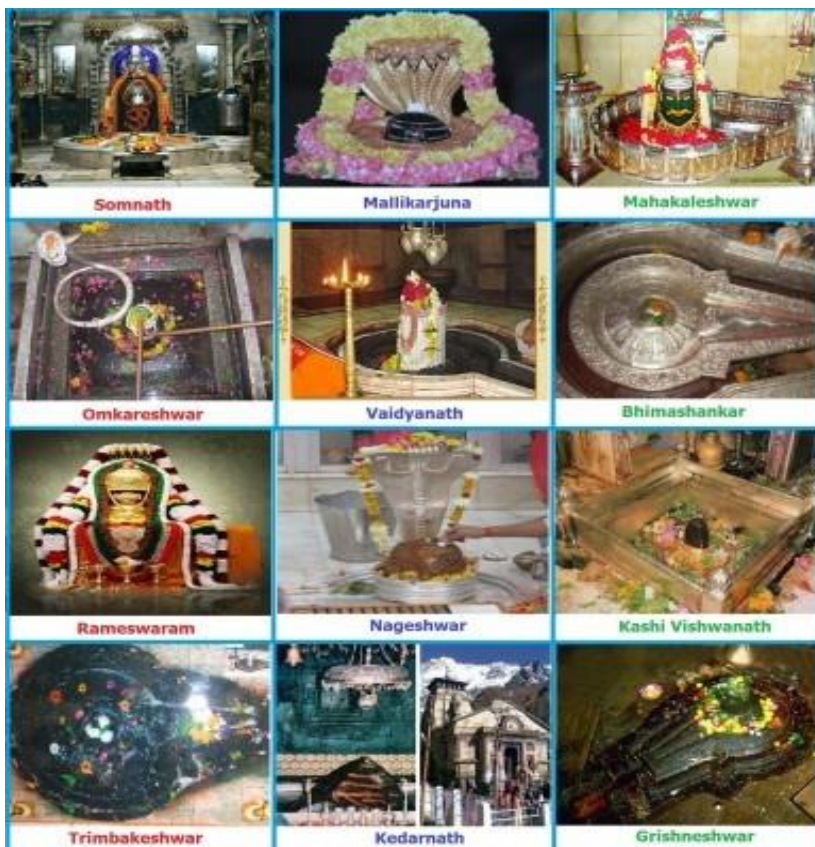 Somnath
Mallikarjuna
Mahakaleshwar
Omkareshwar
Vaidyanath
Bhimashankar
Rameswaram
Nageshwar
Kashi Vishwanath
Trimbakeshwar
Kedarnath
Grishneshwar